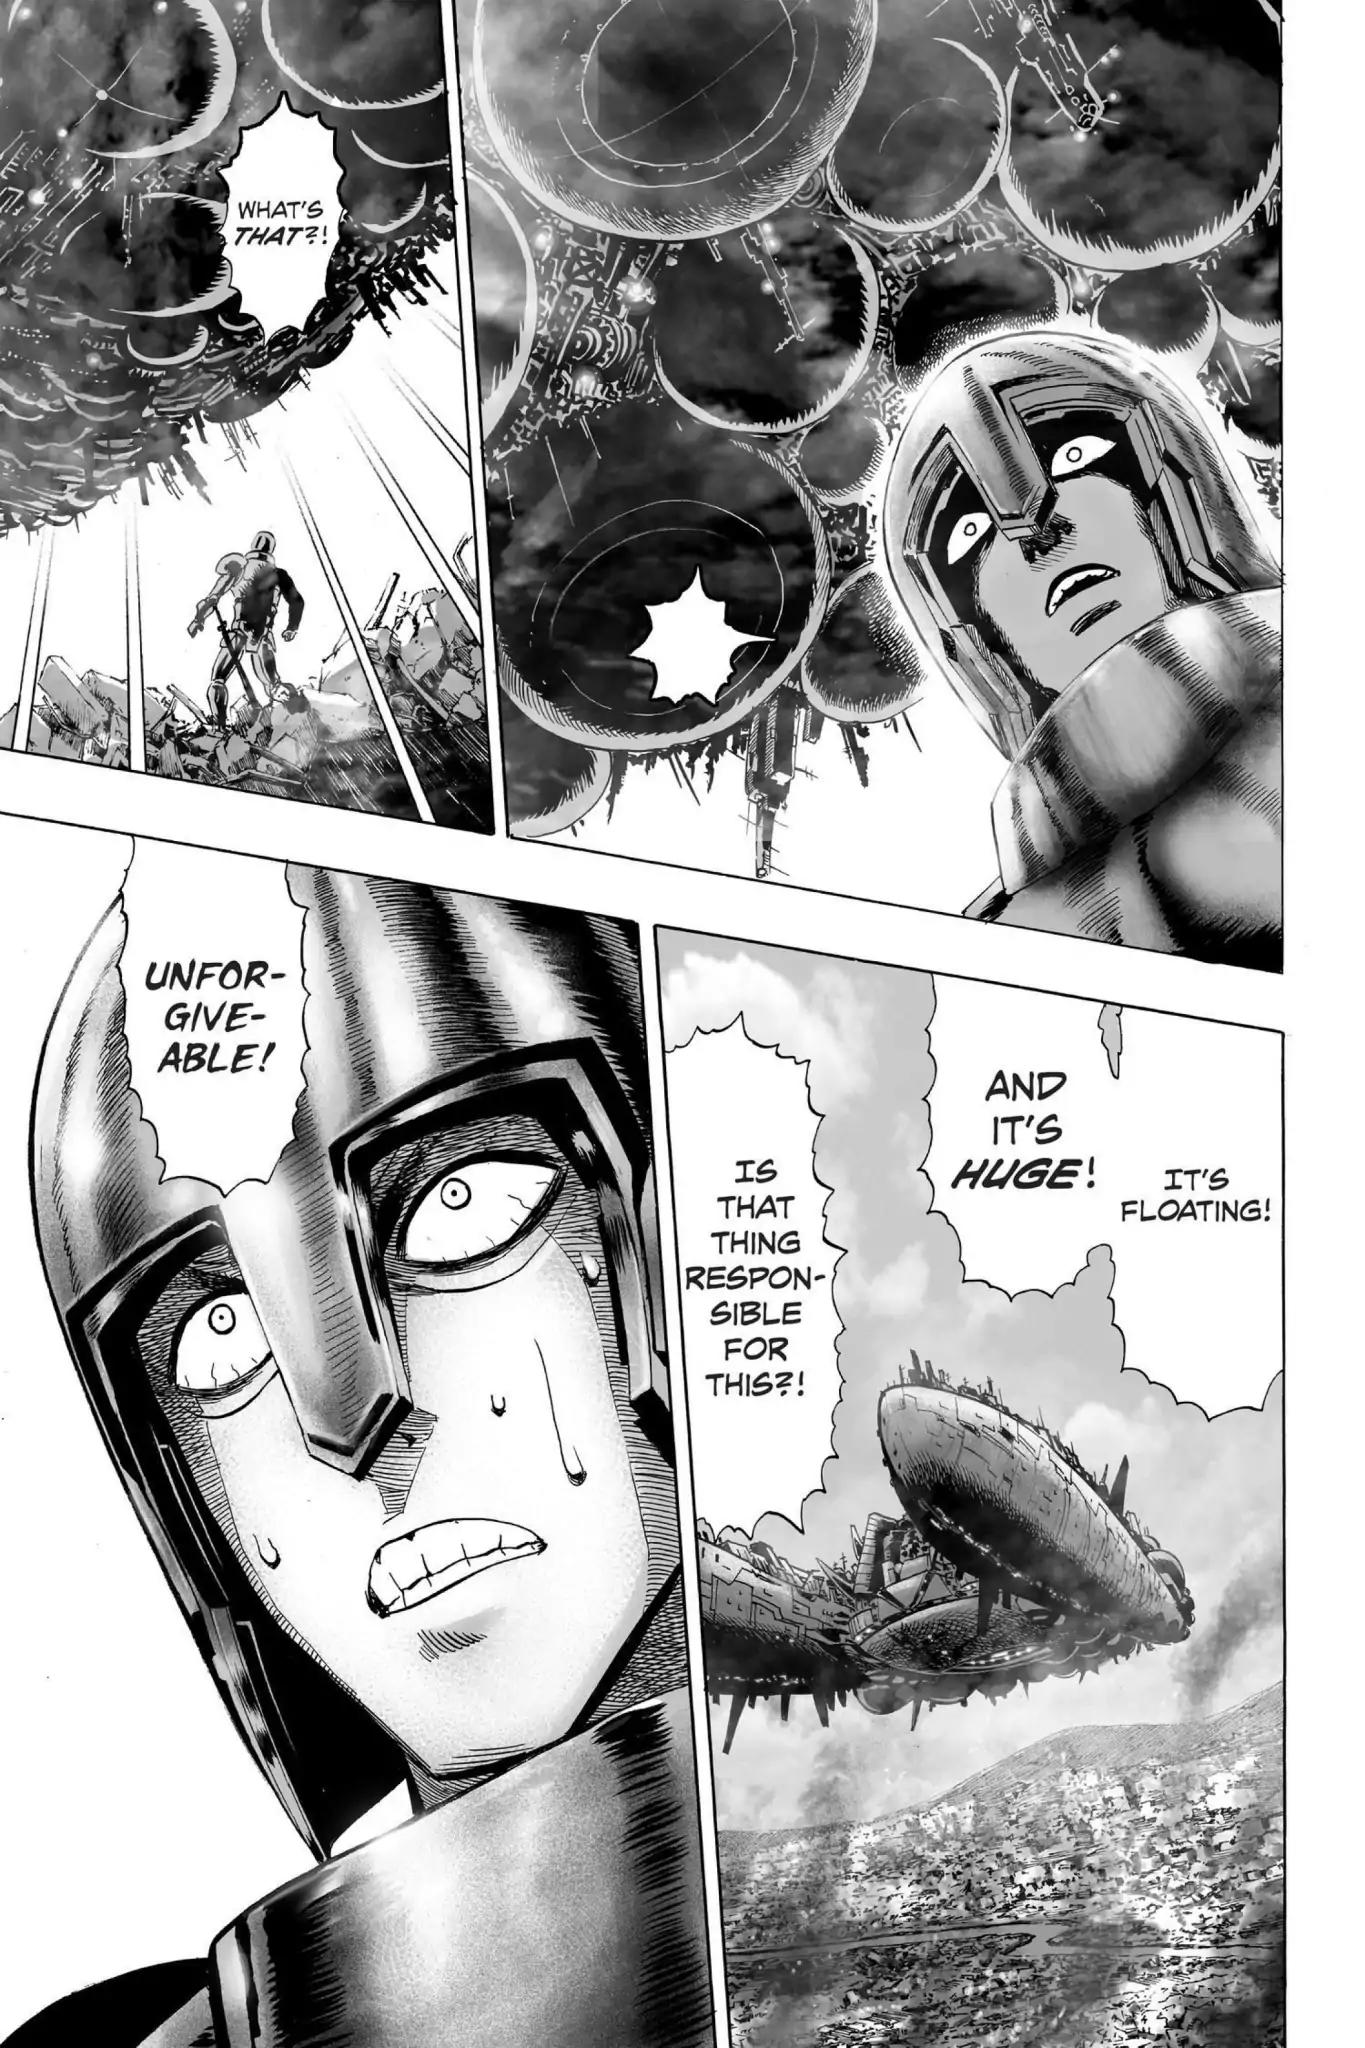 WHAT'S
THAT?!
IT'S
FLOATING!
AND
IT'S
HUGE!
IS
THAT
THING
RESPON-
SIBLE
FOR
THIS?!
UNFOR-
GIVE-
ABLE!